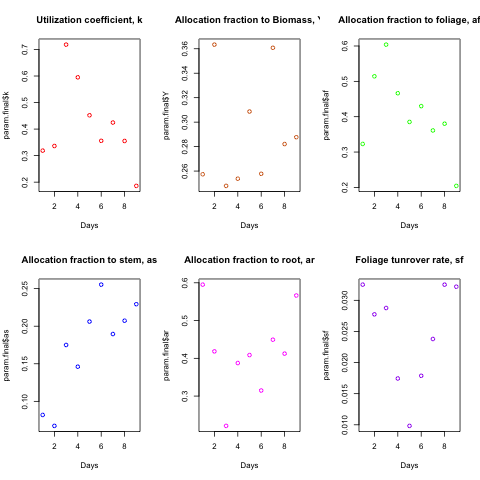 Utilization coefficient, k
param.final$k
0.2 0.3 0.4 0.5 0.6 0.7
2 4 6 8
Days
Allocation fraction to Biomass, Y
param.final$Y
0.26 0.28 0.30 0.32 0.34 0.36
2 4 6 8
Days
Allocation fraction to foliage, af
param.final$af
0.2 0.3 0.4 0.5 0.6
2 4 6 8
Days
Allocation fraction to stem, as
param.final$as
0.10 0.15 0.20 0.25
2 4 6 8
Days
Allocation fraction to root, ar
param.final$ar
0.3 0.4 0.5 0.6
2 4 6 8
Days
Foliage tunrover rate, sf
param.final$sf
0.010 0.015 0.020 0.025 0.030
2 4 6 8
Days